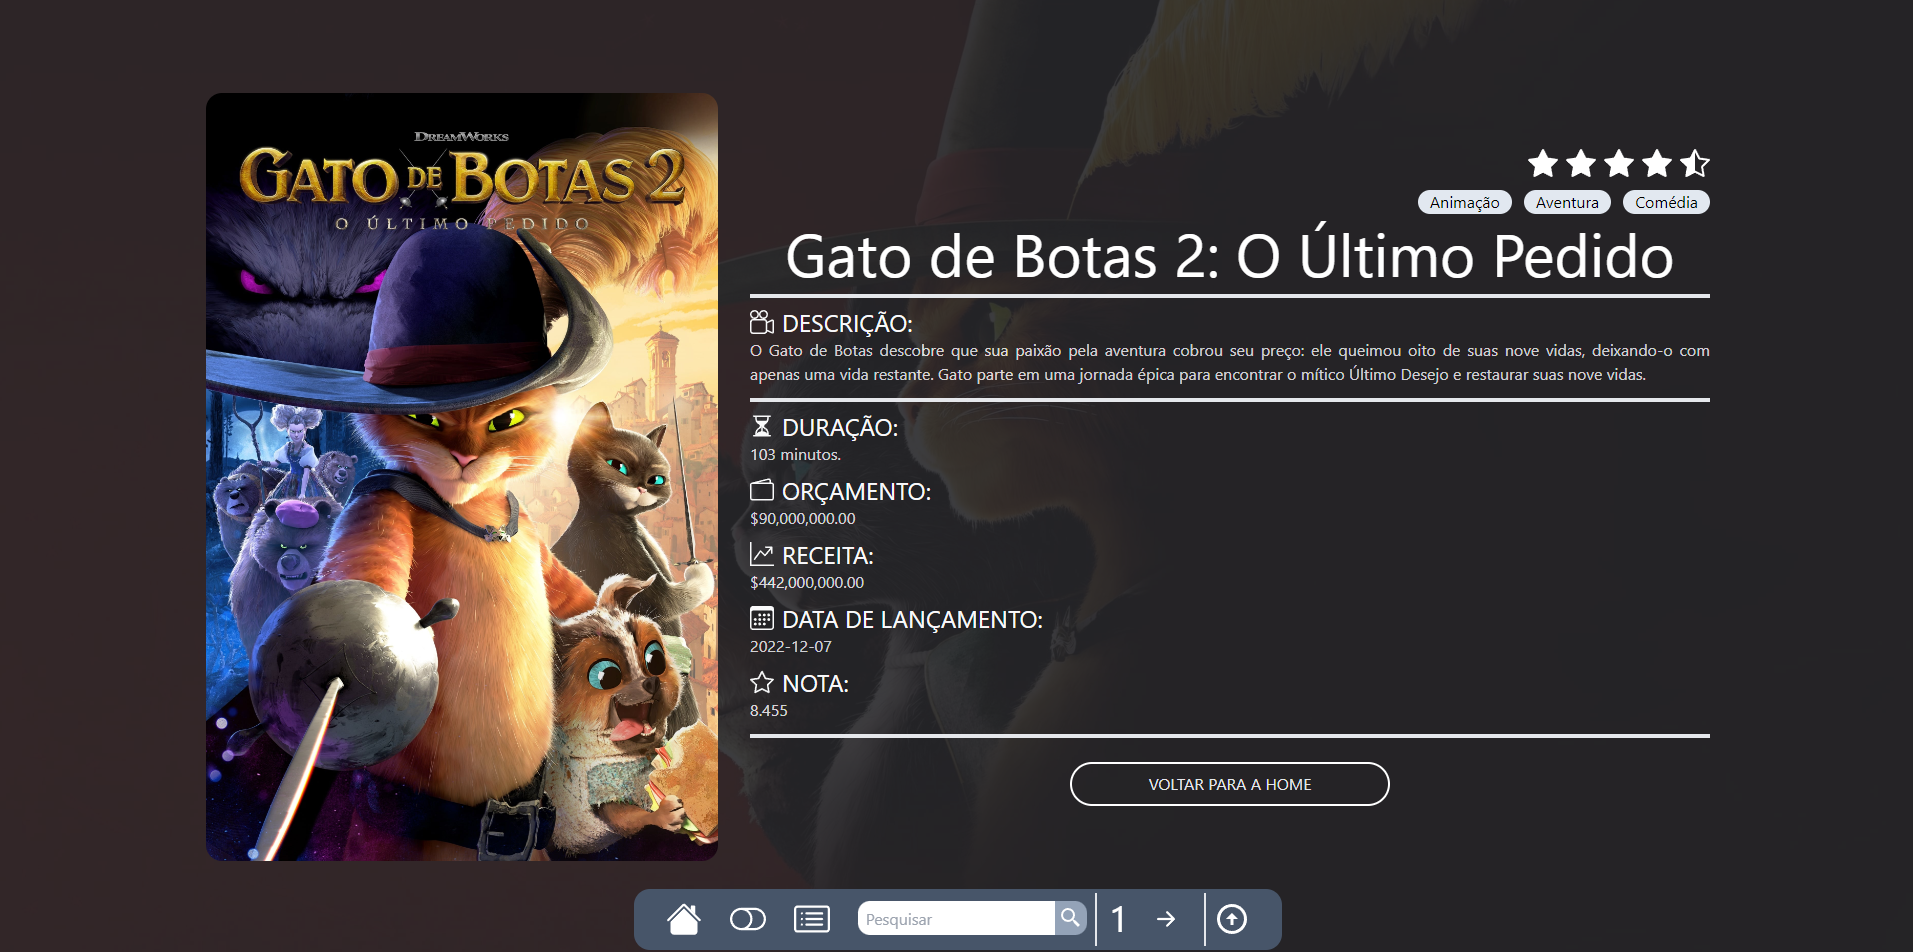 DREAMWORKS
GATO DE BOTAS 2
O ÚLTIMO PEDIDO
Animação Aventura Comédia
Gato de Botas 2: O Último Pedido
DESCRIÇÃO:
O Gato de Botas descobre que sua paixão pela aventura cobrou seu preço: ele queimou oito de suas nove vidas, deixando-o com
apenas uma vida restante. Gato parte em uma jornada épica para encontrar o mítico Último Desejo e restaurar suas nove vidas.
DURAÇÃO:
103 minutos.
ORÇAMENTO:
$90,000,000.00
RECEITA:
$442,000,000.00
DATA DE LANÇAMENTO:
2022-12-07
NOTA:
8.455
VOLTAR PARA A HOME
Pesquisar
1